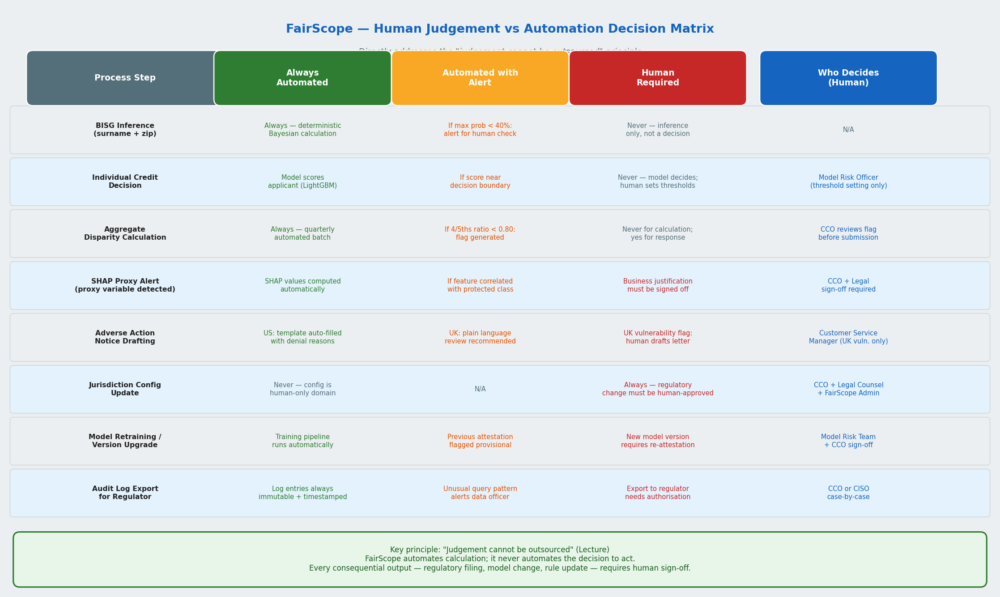 FairScope — Human Judgement vs Automation Decision Matrix
Directly addresses the "judgement cannot be outsourced" principle
Process Step
Always
Automated
Automated with
Alert
Human
Required
Who Decides
(Human)
BISG Inference
(surname + zip)
Always — deterministic
Bayesian calculation
If max prob < 40%:
alert for human check
Never — inference
only, not a decision
N/A
Individual Credit
Decision
Model scores
applicant (LightGBM)
If score near
decision boundary
Never — model decides;
human sets thresholds
Model Risk Officer
(threshold setting only)
Aggregate
Disparity Calculation
Always — quarterly
automated batch
If 4/5ths ratio < 0.80:
flag generated
Never for calculation;
yes for response
CCO reviews flag
before submission
SHAP Proxy Alert
(proxy variable detected)
SHAP values computed
automatically
If feature correlated
with protected class
Business justification
must be signed off
CCO + Legal
sign-off required
Adverse Action
Notice Drafting
US: template auto-filled
with denial reasons
UK: plain language
review recommended
UK vulnerability flag:
human drafts letter
Customer Service
Manager (UK vuln. only)
Jurisdiction Config
Update
Never — config is
human-only domain
N/A
Always — regulatory
change must be human-approved
CCO + Legal Counsel
+ FairScope Admin
Model Retraining /
Version Upgrade
Training pipeline
runs automatically
Previous attestation
flagged provisional
New model version
requires re-attestation
Model Risk Team
+ CCO sign-off
Audit Log Export
for Regulator
Log entries always
immutable + timestamped
Unusual query pattern
alerts data officer
Export to regulator
needs authorisation
CCO or CISO
case-by-case
Key principle: "Judgement cannot be outsourced" (Lecture)
FairScope automates calculation; it never automates the decision to act.
Every consequential output — regulatory filing, model change, rule update — requires human sign-off.